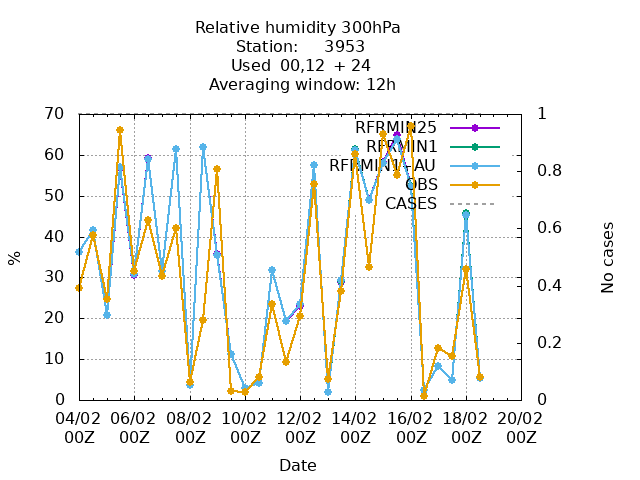 Relative humidity 300hPa
Station: 3953
Used 00,12 + 24
Averaging window: 12h
RFRMIN25
RFRMIN1
RFRMIN1+AU
OBS
CASES
70
60
50
40
30
20
10
0
%
1
0.8
0.6
0.4
0.2
0
No cases
04/02 06/02 08/02 10/02 12/02 14/02 16/02 18/02 20/02
00Z 00Z 00Z 00Z 00Z 00Z 00Z 00Z 00Z
Date